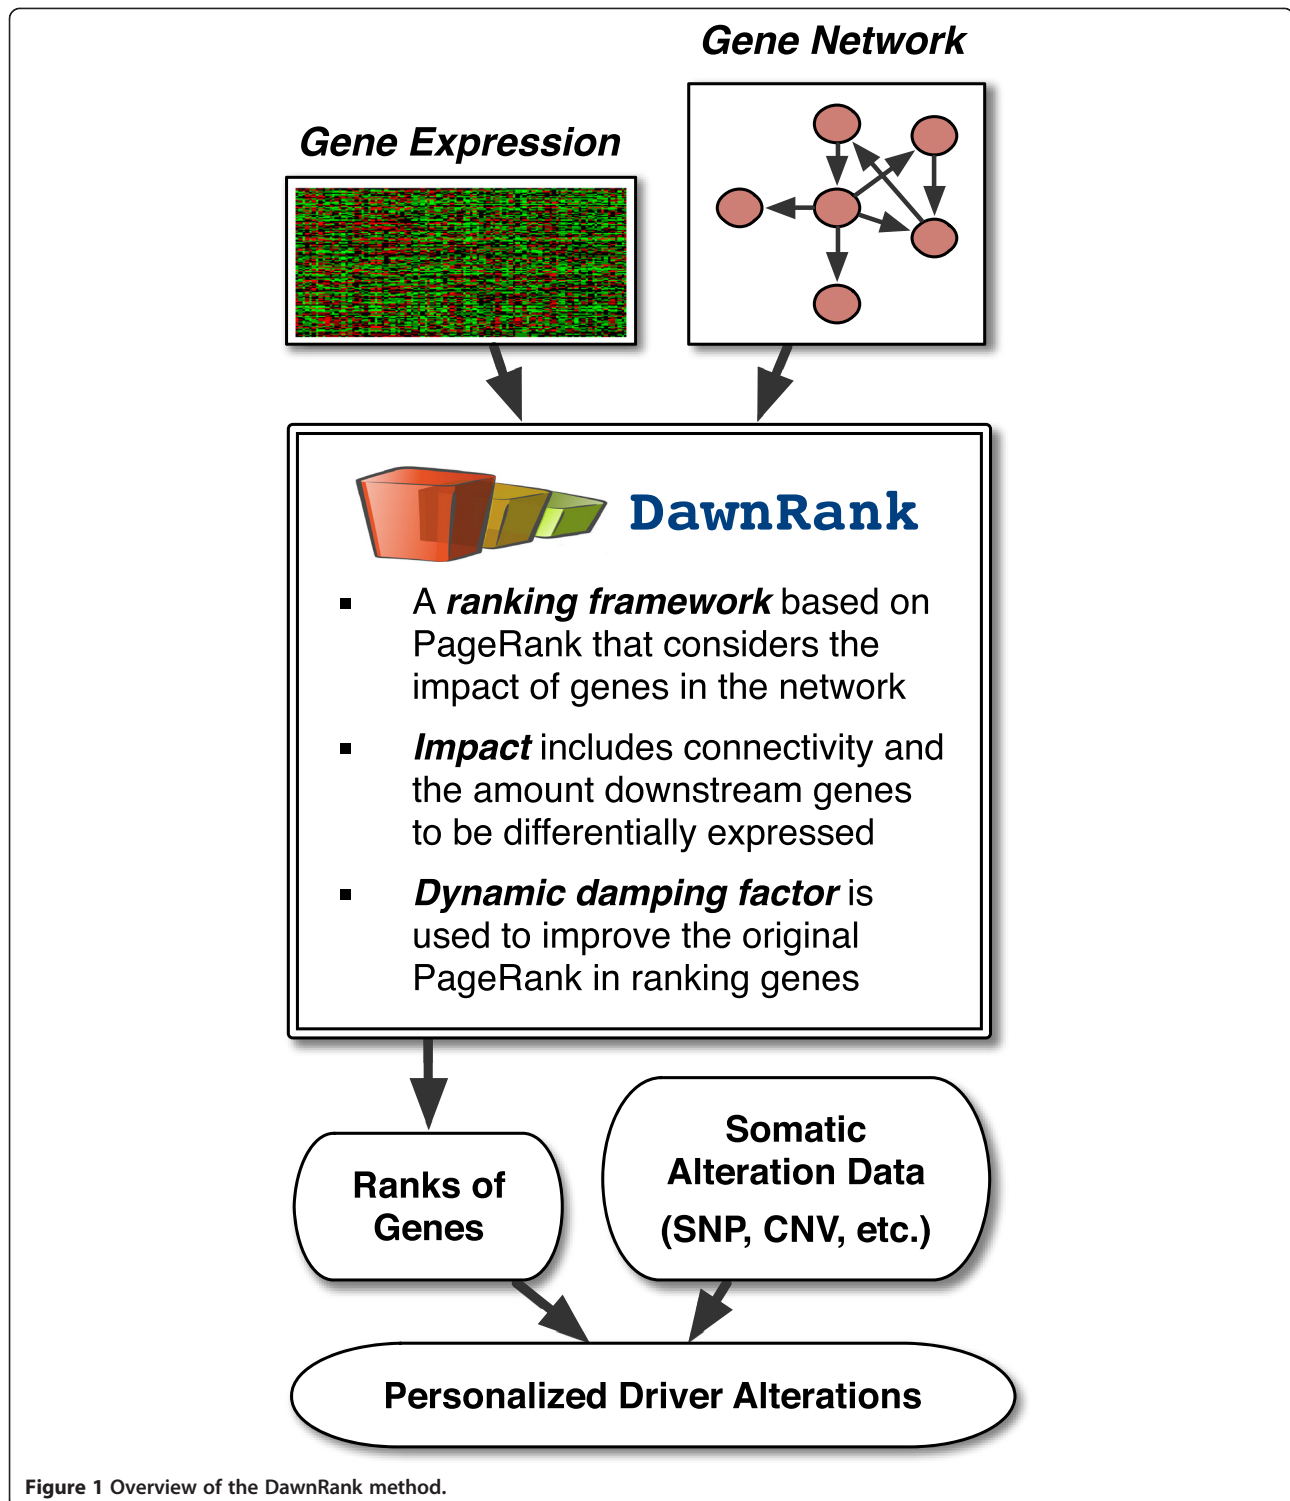 Gene Network
Gene Expression
DawnRank
▪ A ranking framework based on
PageRank that considers the
impact of genes in the network
▪ Impact includes connectivity and
the amount downstream genes
to be differentially expressed
▪ Dynamic damping factor is
used to improve the original
PageRank in ranking genes
Ranks of
Genes
Somatic
Alteration Data
(SNP, CNV, etc.)
Personalized Driver Alterations
Figure 1 Overview of the DawnRank method.